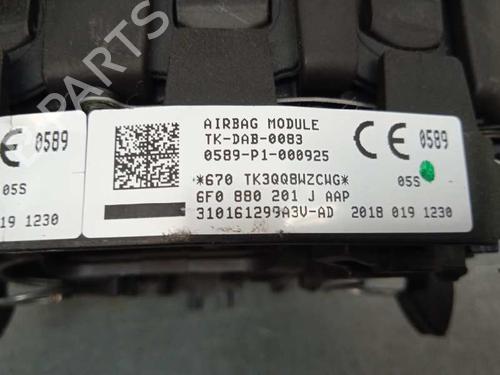 AIRBAG MODULE
TK-DAB-0083
0589-P1-000925
*670 TK3QQ8WZCWG*
6F0 880 201 J AAP
310161299A3V-AD 2018 019 1230
CE 0589
05S
0589
05S
019 1230
B-PARTS